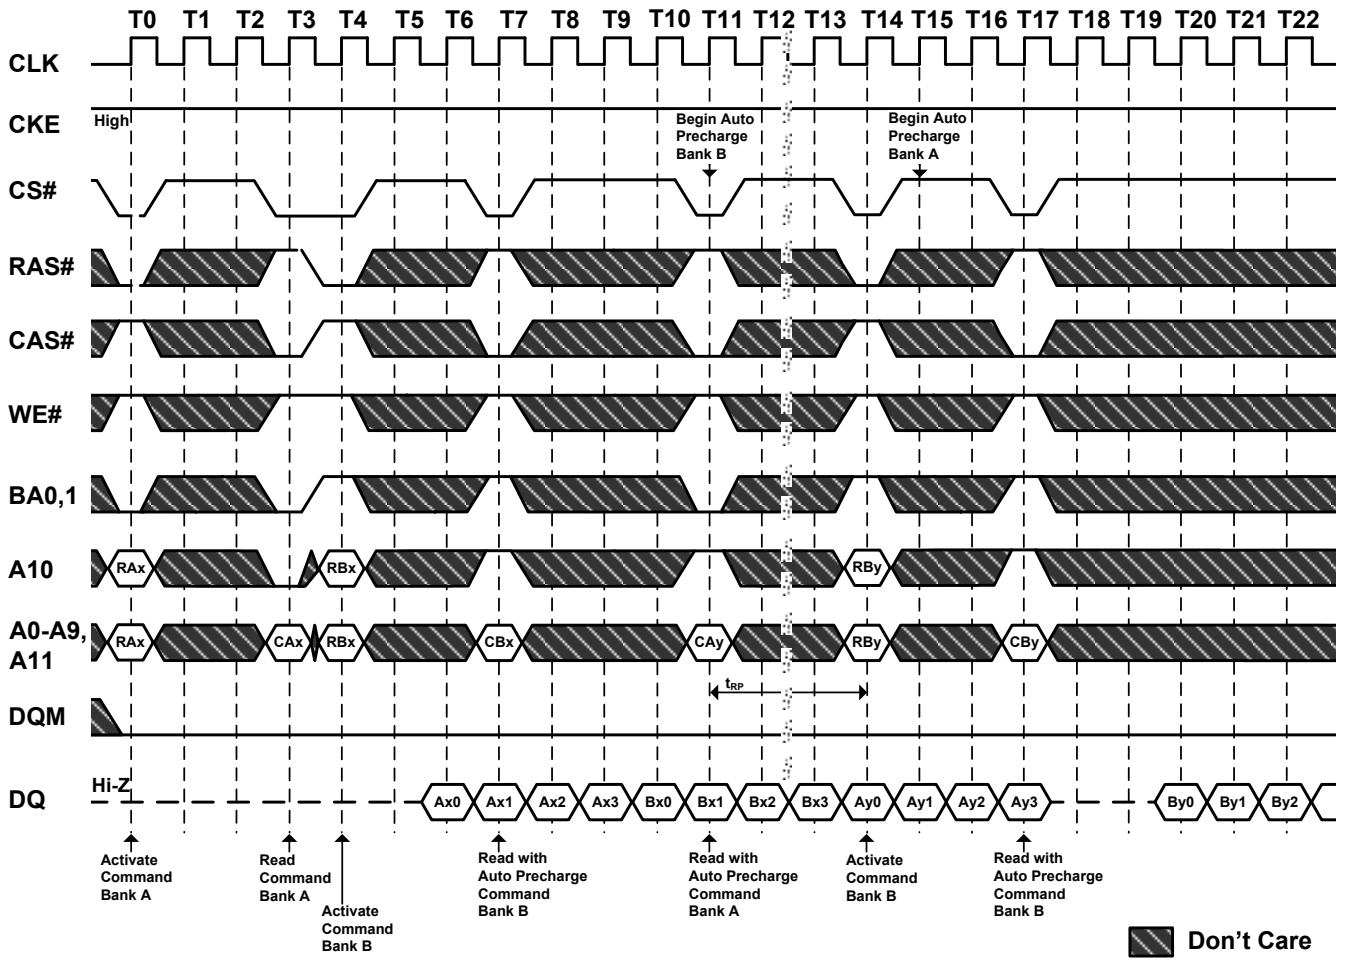 T0 T1 T2 T3 T4 T5 T6 T7 T8 T9 T10 T11 T12 T13 T14 T15 T16 T17 T18 T19 T20 T21 T22
CLK
CKE
High
Begin Auto
Precharge
Bank B
Begin Auto
Precharge
Bank A
CS#
RAS#
CAS#
WE#
BA0,1
A10
RAx RBx RBy
A0-A9,
A11
RAx CAx RBx CBx CAy RBy CBy
tRP
DQM
DQ
Hi-Z
Ax0 Ax1 Ax2 Ax3 Bx0 Bx1 Bx2 Bx3 Ay0 Ay1 Ay2 Ay3 By0 By1 By2
Activate
Command
Bank A
Read
Command
Bank A
Activate
Command
Bank B
Read with
Auto Precharge
Command
Bank B
Read with
Auto Precharge
Command
Bank A
Activate
Command
Bank B
Read with
Auto Precharge
Command
Bank B
Don't Care